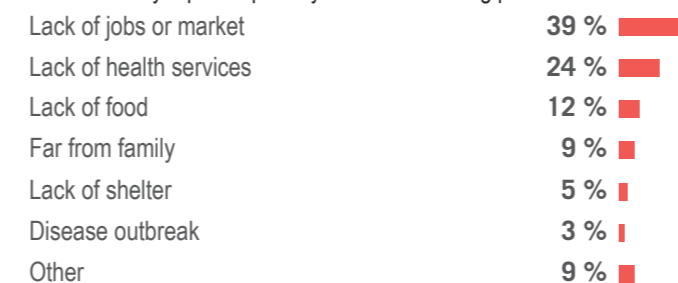 Lack of jobs or market 39 %
Lack of health services 24 %
Lack of food 12 %
Far from family 9 %
Lack of shelter 5 %
Disease outbreak 3 %
Other 9 %